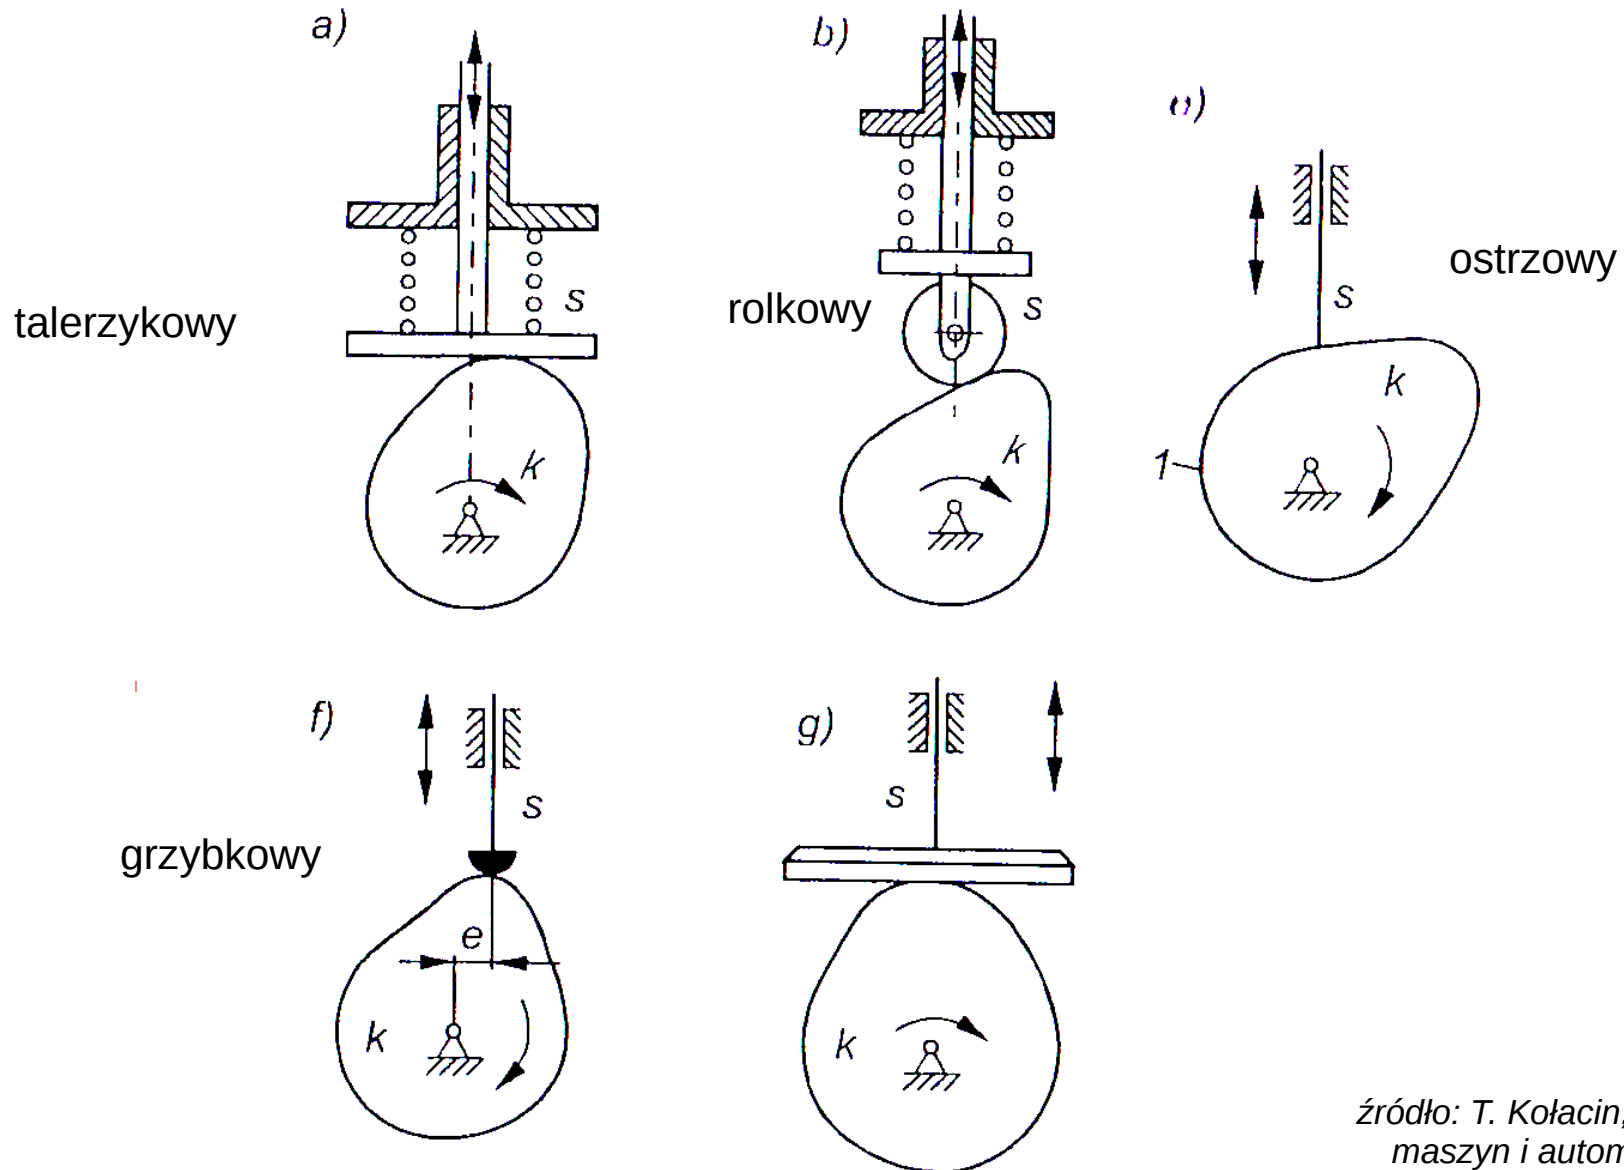 a)
b)
s
talerzykowy
k
rolkowy
s
k
ostrzowy
s
k
1
f)
s
grzybkowy
e
k
g)
s
k
źródło: T. Kołacin,
maszyn i autom